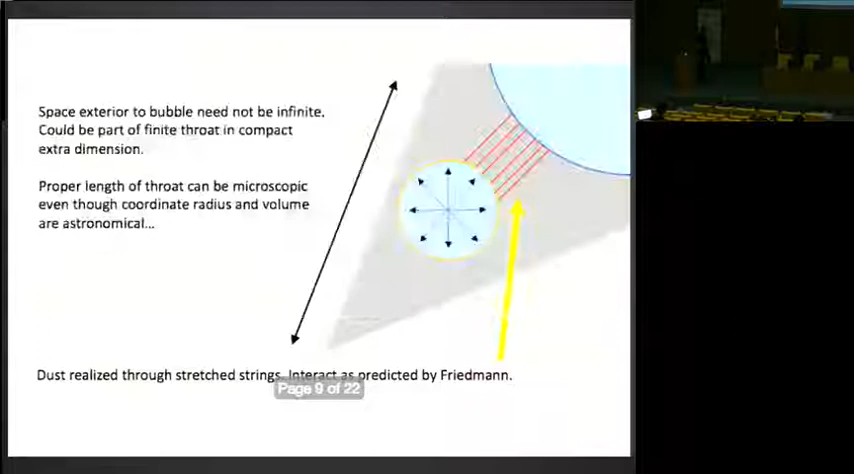 Space exterior to bubble need not be infinite.
Could be part of finite throat in compact
extra dimension.
Proper length of throat can be microscopic
even though coordinate radius and volume
are astronomical...
Dust realized through stretched strings. Interact as predicted by Friedmann.
Page 9 of 22